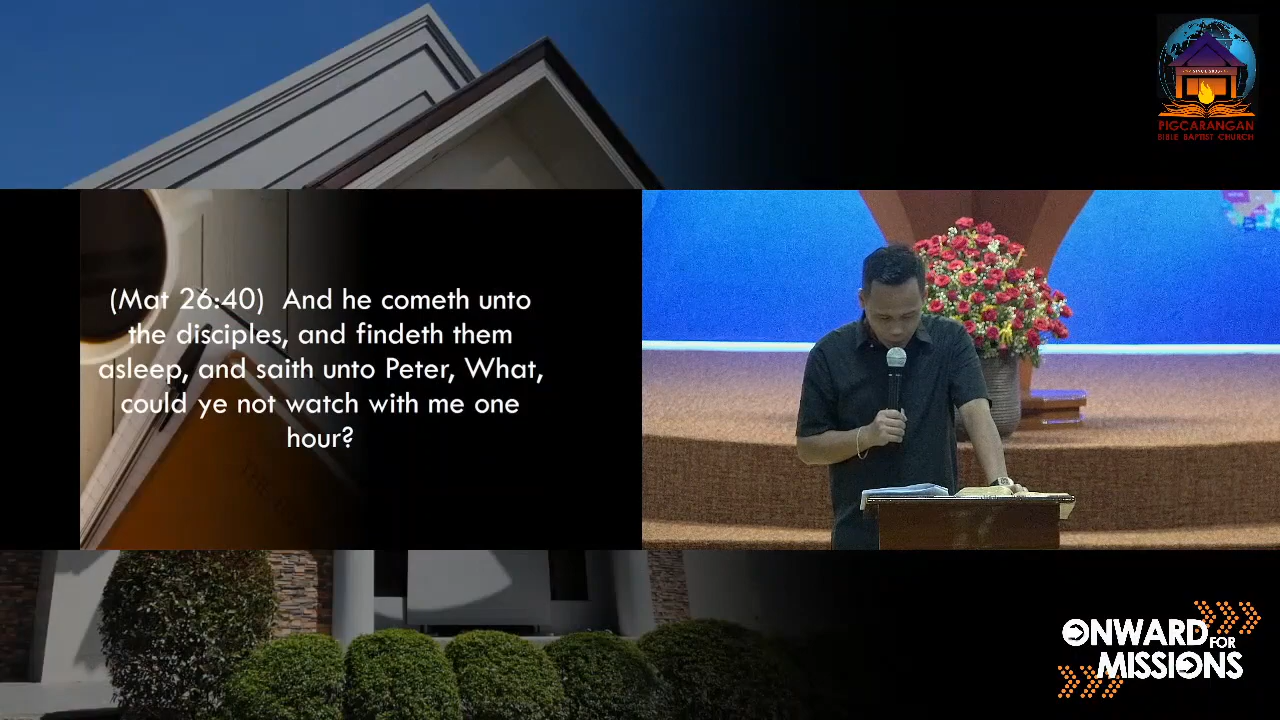 PIGCARANGAN
BIBLE BAPTIST CHURCH
(Mat 26:40)  And he cometh unto
the disciples, and findeth them
asleep, and saith unto Peter, What,
could ye not watch with me one
hour?
ONWARD FOR
MISSIONS